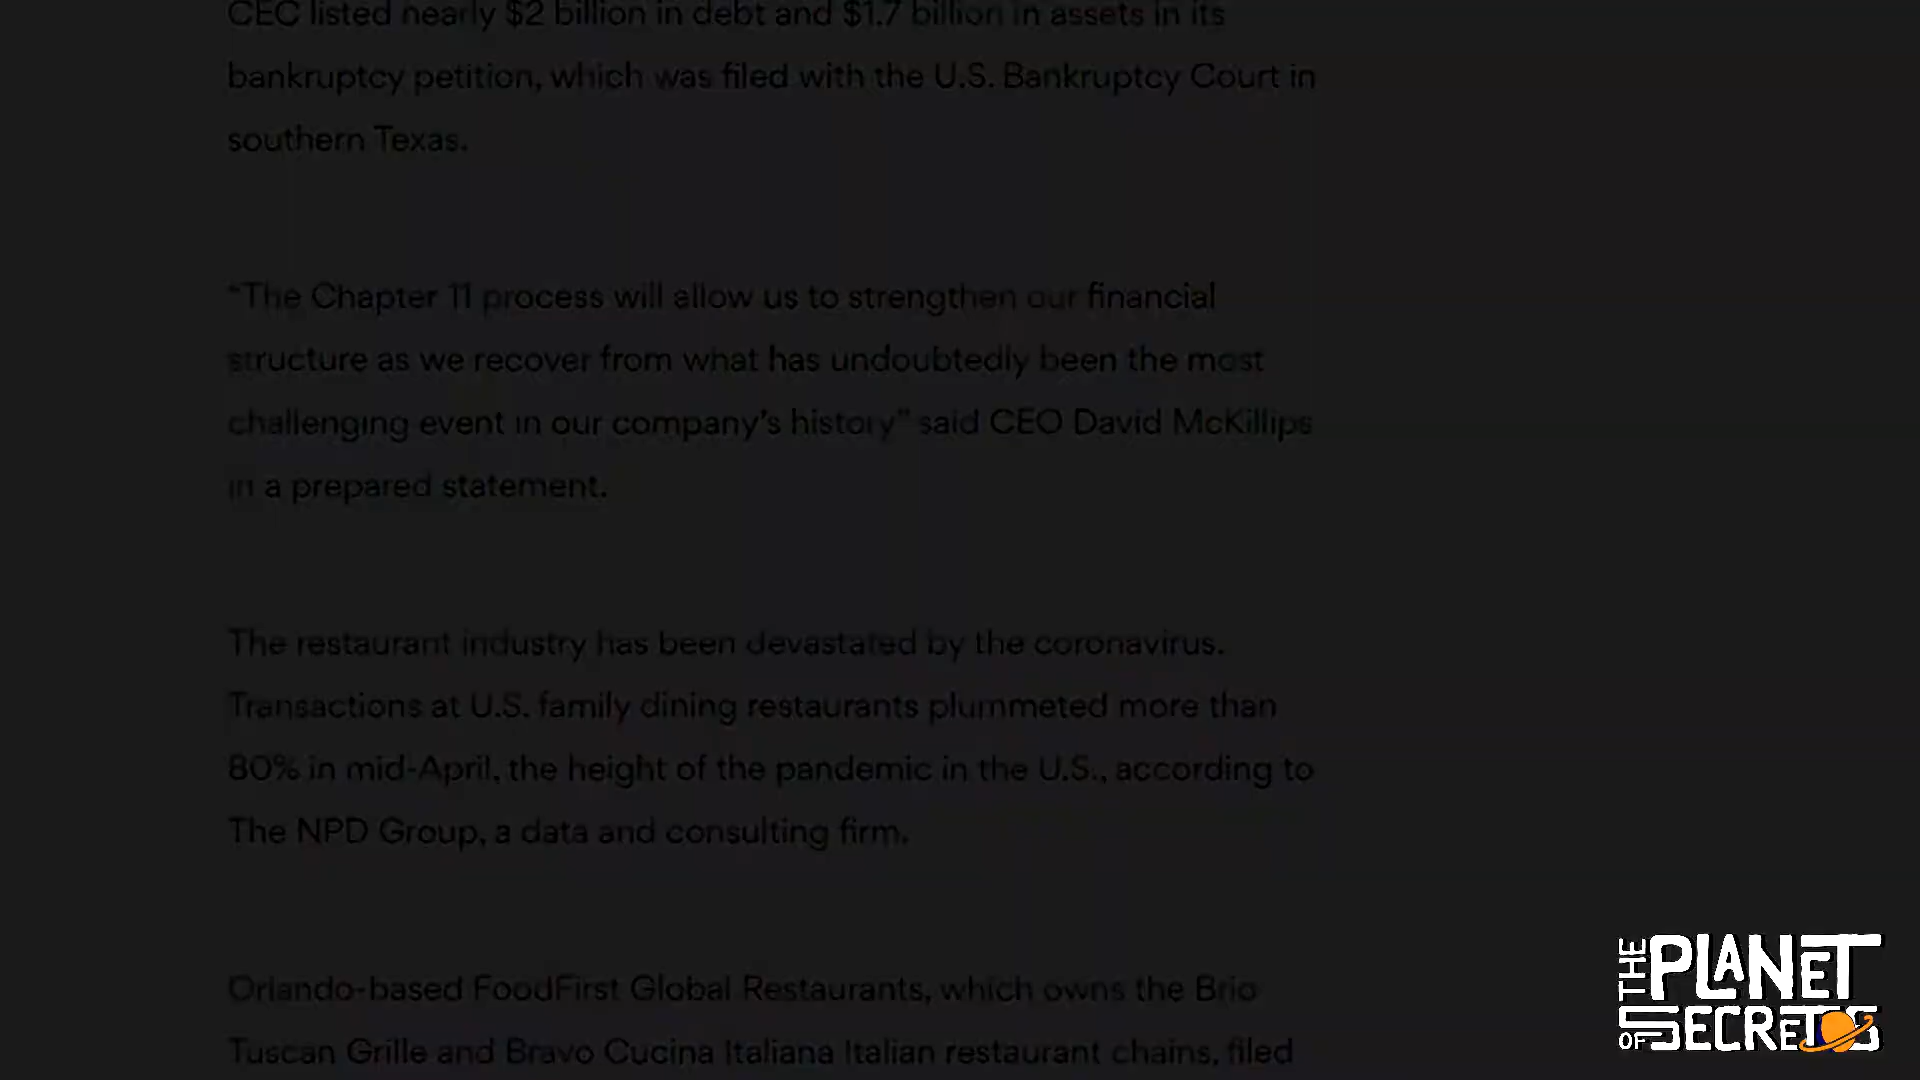 CEC listed nearly $2 billion in debt and $1.7 billion in assets in its
bankruptcy petition, which was filed with the U.S. Bankruptcy Court in
southern Texas.
“The Chapter 11 process will allow us to strengthen our financial
structure as we recover from what has undoubtedly been the most
challenging event in our company’s history” said CEO David McKillips
in a prepared statement.
The restaurant industry has been devastated by the coronavirus.
Transactions at U.S. family dining restaurants plummeted more than
80% in mid-April, the height of the pandemic in the U.S., according to
The NPD Group, a data and consulting firm.
Orlando-based FoodFirst Global Restaurants, which owns the Brio
Tuscan Grille and Bravo Cucina Italiana Italian restaurant chains, filed
THE PLANET
OF SECRETS